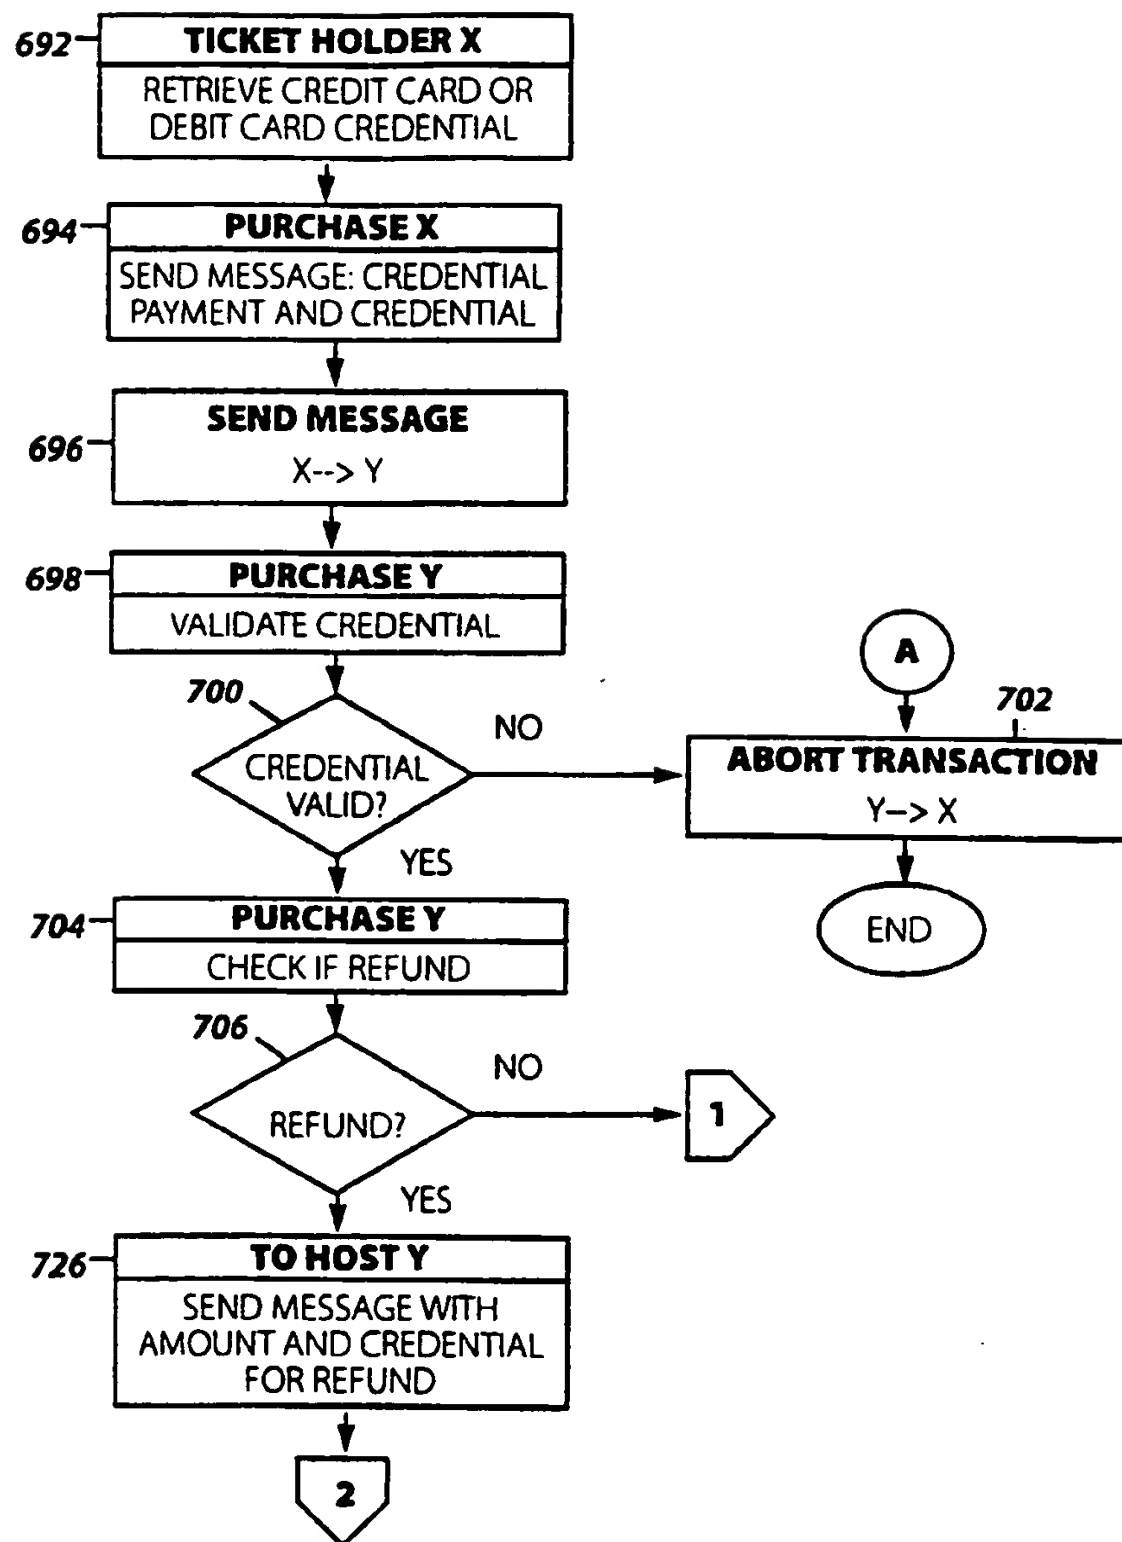 692
TICKET HOLDER X
RETRIEVE CREDIT CARD OR
DEBIT CARD CREDENTIAL
694
PURCHASE X
SEND MESSAGE: CREDENTIAL
PAYMENT AND CREDENTIAL
696
SEND MESSAGE
X--> Y
698
PURCHASE Y
VALIDATE CREDENTIAL
700
CREDENTIAL
VALID?
NO
YES
A
702
ABORT TRANSACTION
Y--> X
END
704
PURCHASE Y
CHECK IF REFUND
706
REFUND?
NO
1
YES
726
TO HOST Y
SEND MESSAGE WITH
AMOUNT AND CREDENTIAL
FOR REFUND
2